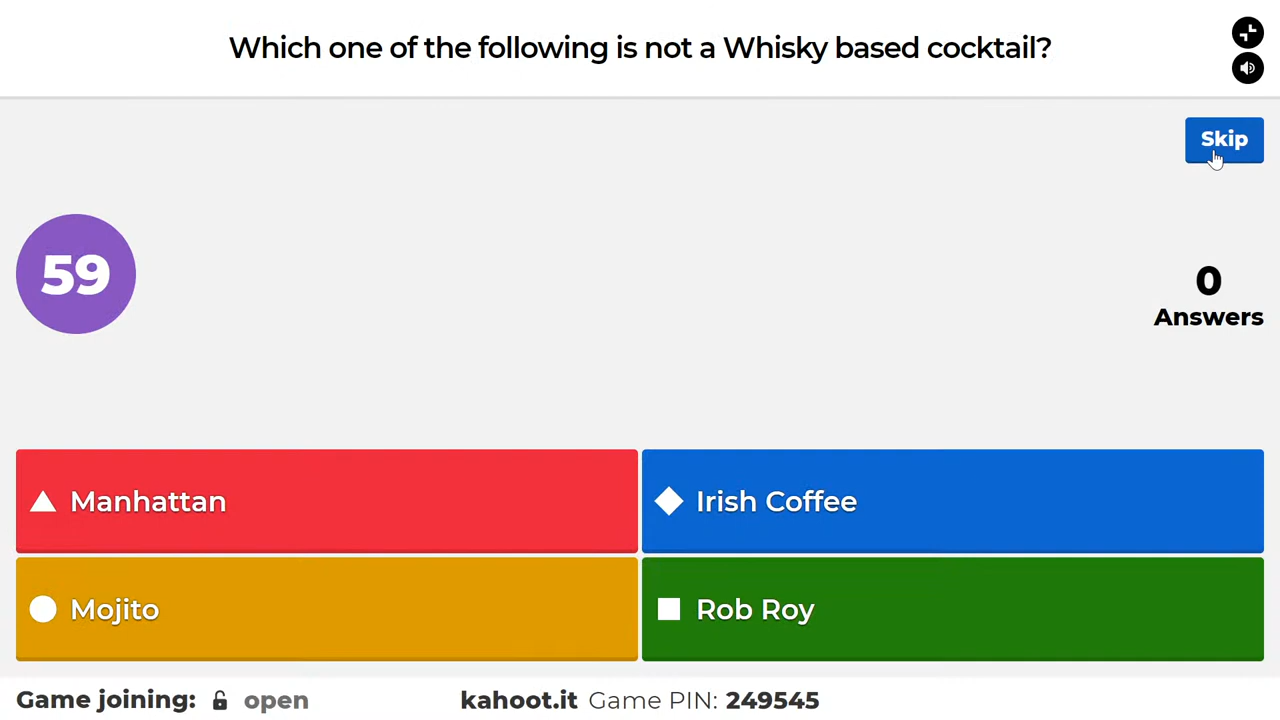 Which one of the following is not a Whisky based cocktail?
Skip
59
0
Answers
Manhattan
Irish Coffee
Mojito
Rob Roy
Game joining: open
kahoot.it Game PIN: 249545